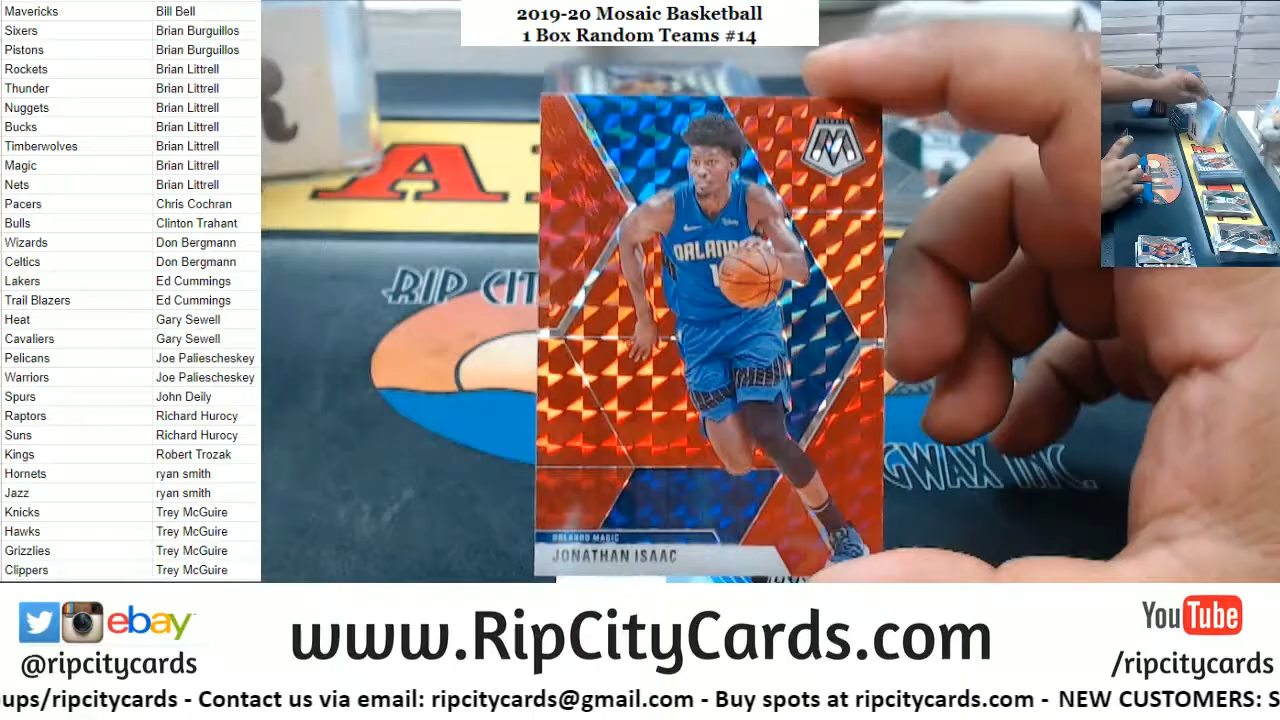 Mavericks Bill Bell
Sixers Brian Burguillos
Pistons Brian Burguillos
Rockets Brian Littrell
Thunder Brian Littrell
Nuggets Brian Littrell
Bucks Brian Littrell
Timberwolves Brian Littrell
Magic Brian Littrell
Nets Brian Littrell
Pacers Chris Cochran
Bulls Clinton Trahant
Wizards Don Bergmann
Celtics Don Bergmann
Lakers Ed Cummings
Trail Blazers Ed Cummings
Heat Gary Sewell
Cavaliers Gary Sewell
Pelicans Joe Paliescheskey
Warriors Joe Paliescheskey
Spurs John Deily
Raptors Richard Hurocy
Suns Richard Hurocy
Kings Robert Trozak
Hornets ryan smith
Jazz ryan smith
Knicks Trey McGuire
Hawks Trey McGuire
Grizzlies Trey McGuire
Clippers Trey McGuire
2019-20 Mosaic Basketball
1 Box Random Teams #14
MOSAIC
M
RIP CIT
ORLANDO
1
GWAX INC.
ORLANDO MAGIC
JONATHAN ISAAC
ebay
@ripcitycards
www.RipCityCards.com
YouTube
/ripcitycards
ups/ripcitycards - Contact us via email: ripcitycards@gmail.com - Buy spots at ripcitycards.com - NEW CUSTOMERS: S